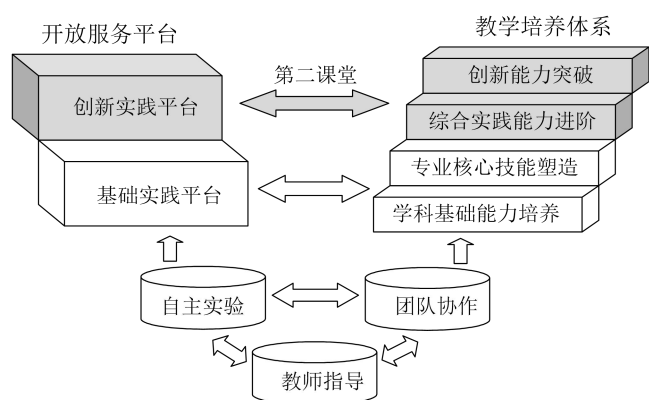 开放服务平台
教学培养体系
创新实践平台
第二课堂
创新能力突破
综合实践能力进阶
基础实践平台
专业核心技能塑造
学科基础能力培养
自主实验
团队协作
教师指导